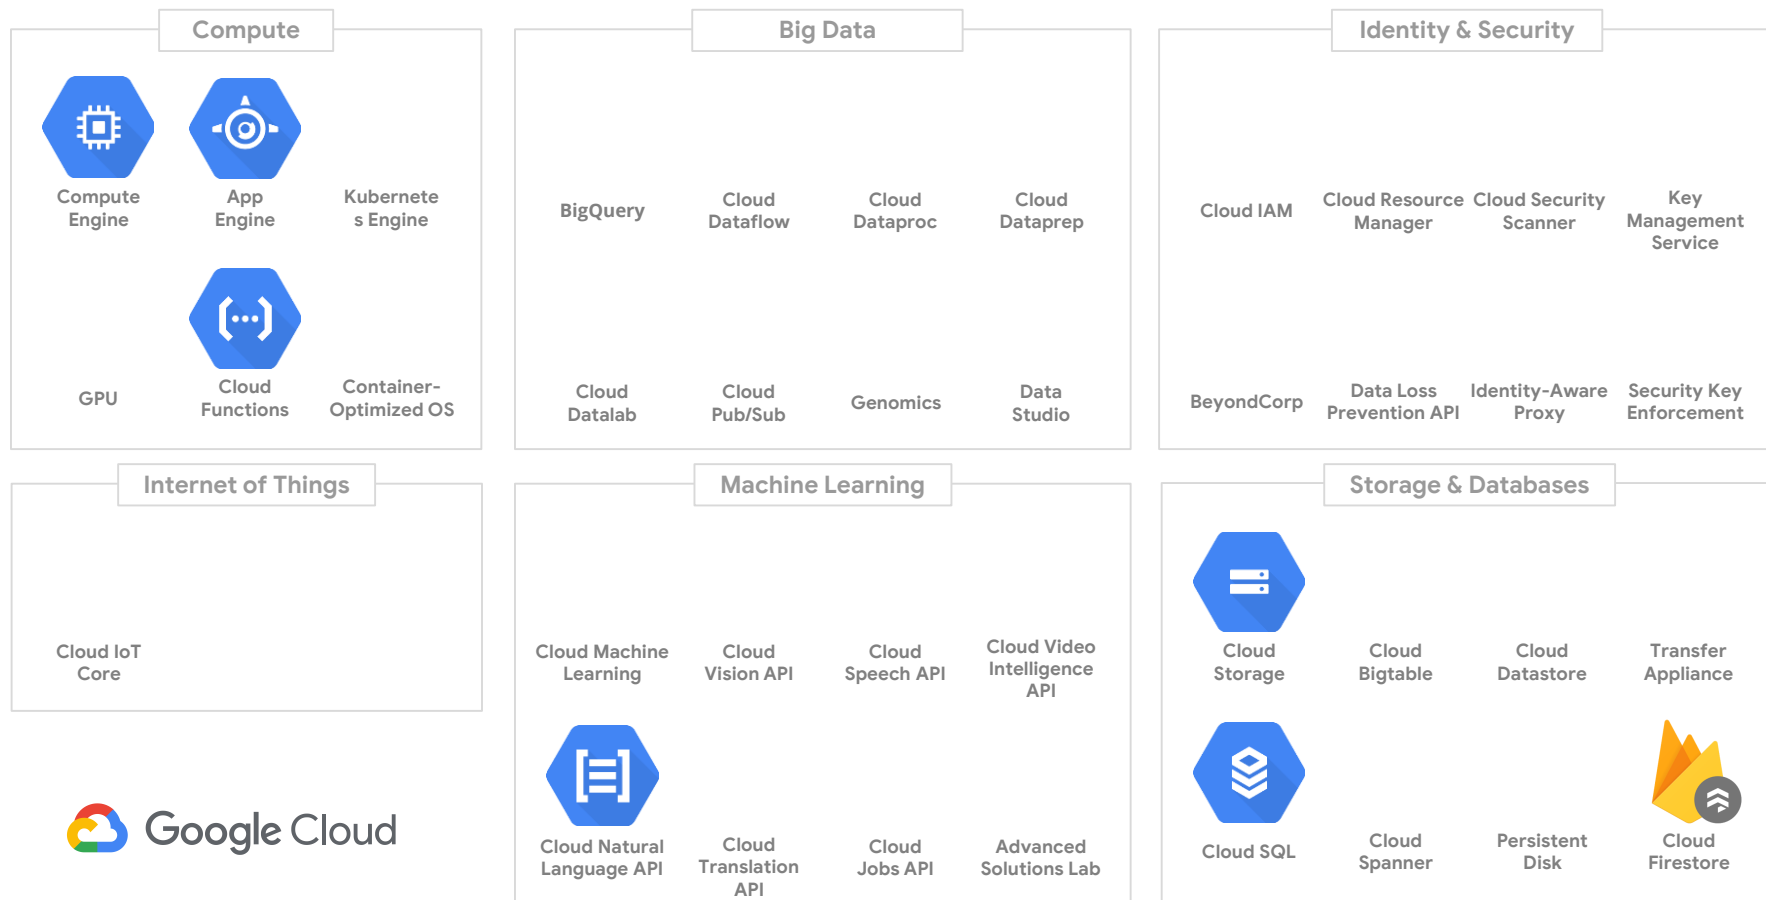 Compute
Compute
Engine
App
Engine
Kubernete
s Engine
GPU
Cloud
Functions
Container-
Optimized OS
Big Data
BigQuery
Cloud
Dataflow
Cloud
Dataproc
Cloud
Dataprep
Cloud
Datalab
Cloud
Pub/Sub
Genomics
Data
Studio
Identity & Security
Cloud IAM
Cloud Resource
Manager
Cloud Security
Scanner
Key
Management
Service
BeyondCorp
Data Loss
Prevention API
Identity-Aware
Proxy
Security Key
Enforcement
Internet of Things
Cloud IoT
Core
Machine Learning
Cloud Machine
Learning
Cloud
Vision API
Cloud
Speech API
Cloud Video
Intelligence
API
Cloud Natural
Language API
Cloud
Translation
API
Cloud
Jobs API
Advanced
Solutions Lab
Storage & Databases
Cloud
Storage
Cloud
Bigtable
Cloud
Datastore
Transfer
Appliance
Cloud SQL
Cloud
Spanner
Persistent
Disk
Cloud
Firestore
Google Cloud